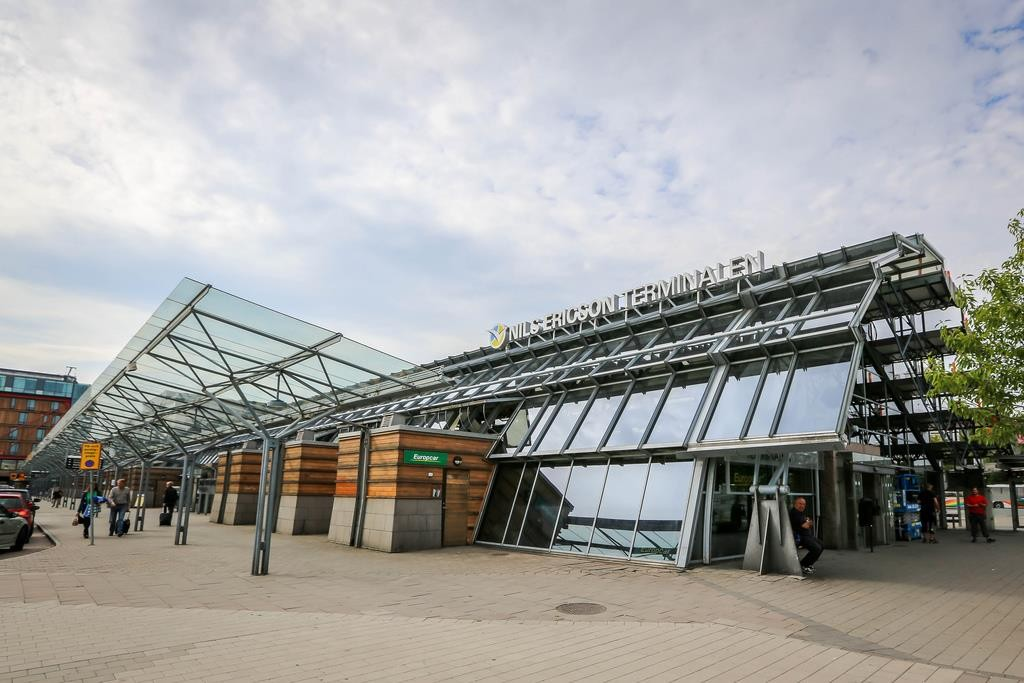 NILS ERICSON TERMINALEN
Europcar